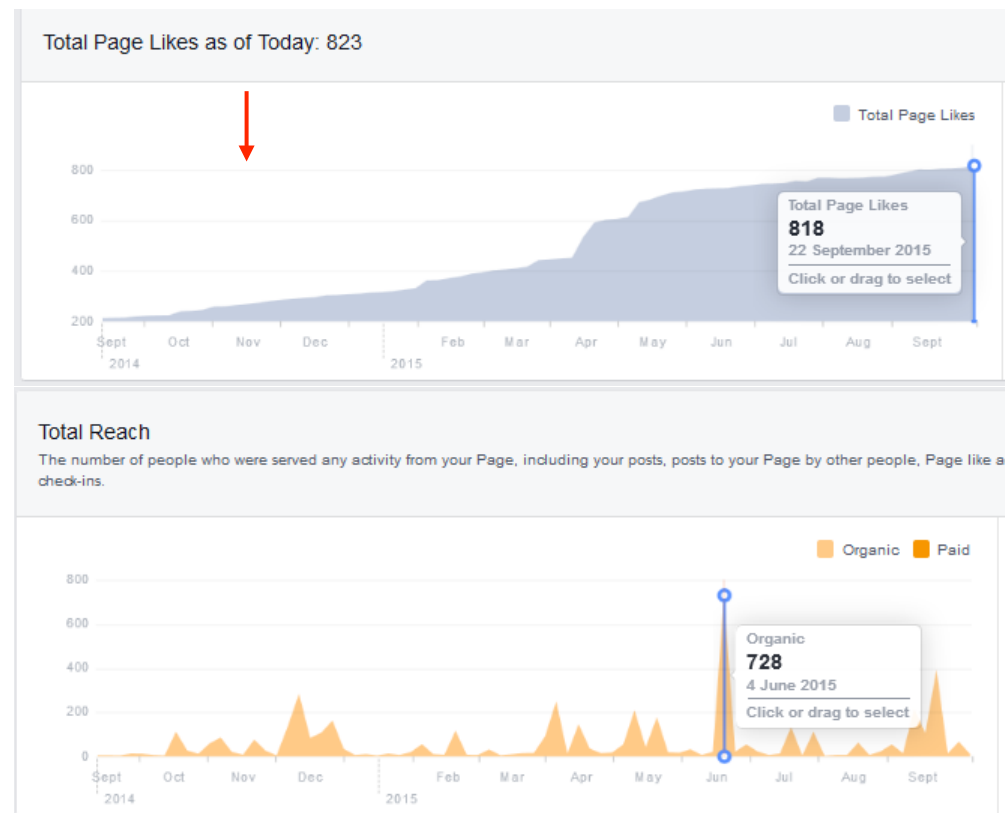 Total Page Likes as of Today: 823
Total Page Likes
800
600
400
200
Total Page Likes
818
22 September 2015
Click or drag to select
Sept Oct Nov Dec Feb Mar Apr May Jun Jul Aug Sept
2014 2015
Total Reach
The number of people who were served any activity from your Page, including your posts, posts to your Page by other people, Page like
check-ins.
Organic Paid
800
600
400
200
0
Organic
728
4 June 2015
Click or drag to select
Sept Oct Nov Dec Feb Mar Apr May Jun Jul Aug Sept
2014 2015